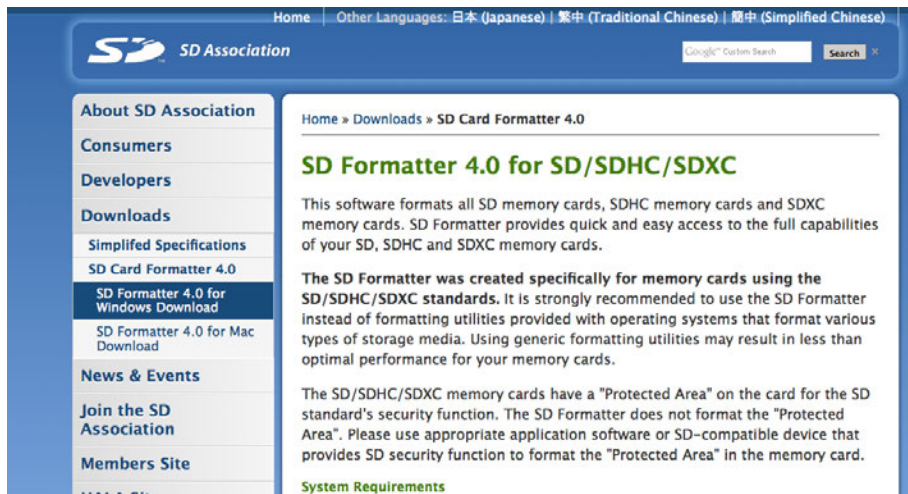 Home Other Languages: 日本 (Japanese) | 繁中 (Traditional Chinese) | 簡中 (Simplified Chinese)
SD SD Association
Google™ Custom Search Search ×
About SD Association
Consumers
Developers
Downloads
Simplifed Specifications
SD Card Formatter 4.0
SD Formatter 4.0 for
Windows Download
SD Formatter 4.0 for Mac
Download
News & Events
Join the SD
Association
Members Site
Home » Downloads » SD Card Formatter 4.0
SD Formatter 4.0 for SD/SDHC/SDXC
This software formats all SD memory cards, SDHC memory cards and SDXC
memory cards. SD Formatter provides quick and easy access to the full capabilities
of your SD, SDHC and SDXC memory cards.
The SD Formatter was created specifically for memory cards using the
SD/SDHC/SDXC standards. It is strongly recommended to use the SD Formatter
instead of formatting utilities provided with operating systems that format various
types of storage media. Using generic formatting utilities may result in less than
optimal performance for your memory cards.
The SD/SDHC/SDXC memory cards have a "Protected Area" on the card for the SD
standard's security function. The SD Formatter does not format the "Protected
Area". Please use appropriate application software or SD-compatible device that
provides SD security function to format the "Protected Area" in the memory card.
System Requirements